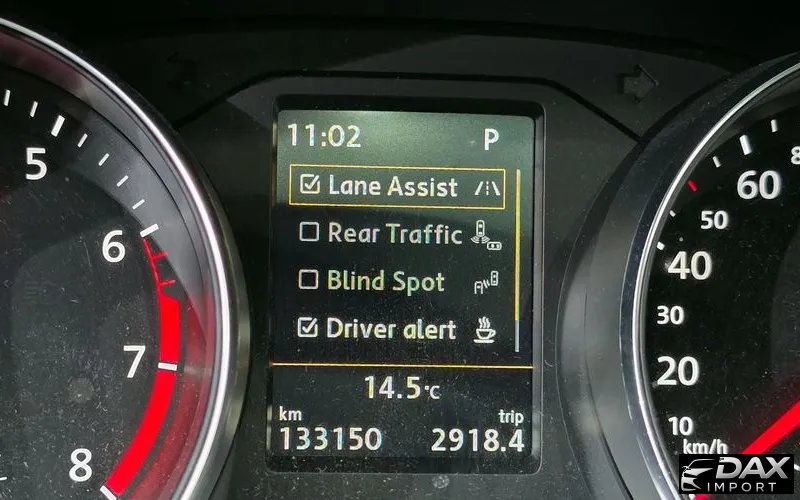 11:02 P
Lane Assist
Rear Traffic
Blind Spot
Driver alert
14.5°C
km trip
133150 2918.4
5
6
7
8
60
50
40
30
20
10
km/h
8
DAX
IMPORT